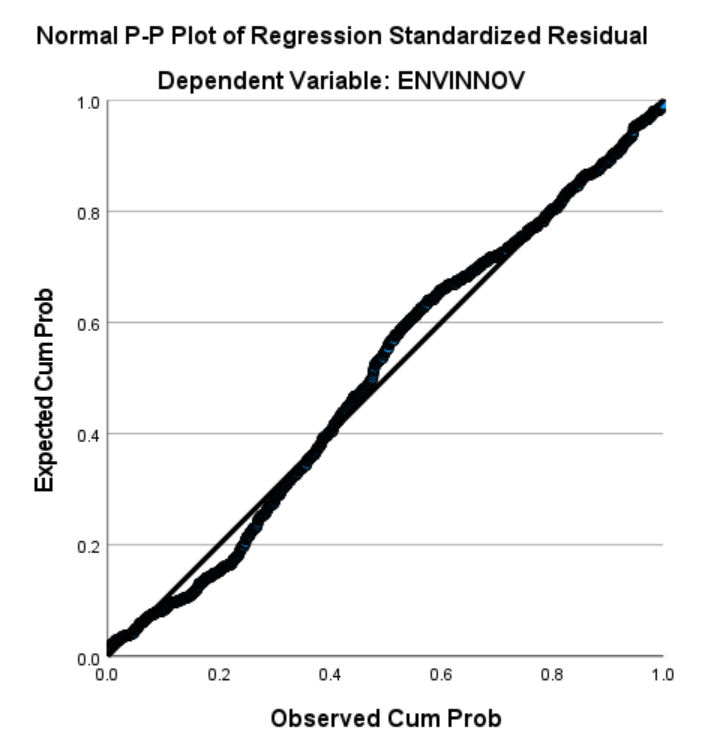 Normal P-P Plot of Regression Standardized Residual
Dependent Variable: ENVINNOV
1.0
0.8
0.6
0.4
0.2
0.0
Expected Cum Prob
0.0 0.2 0.4 0.6 0.8 1.0
Observed Cum Prob